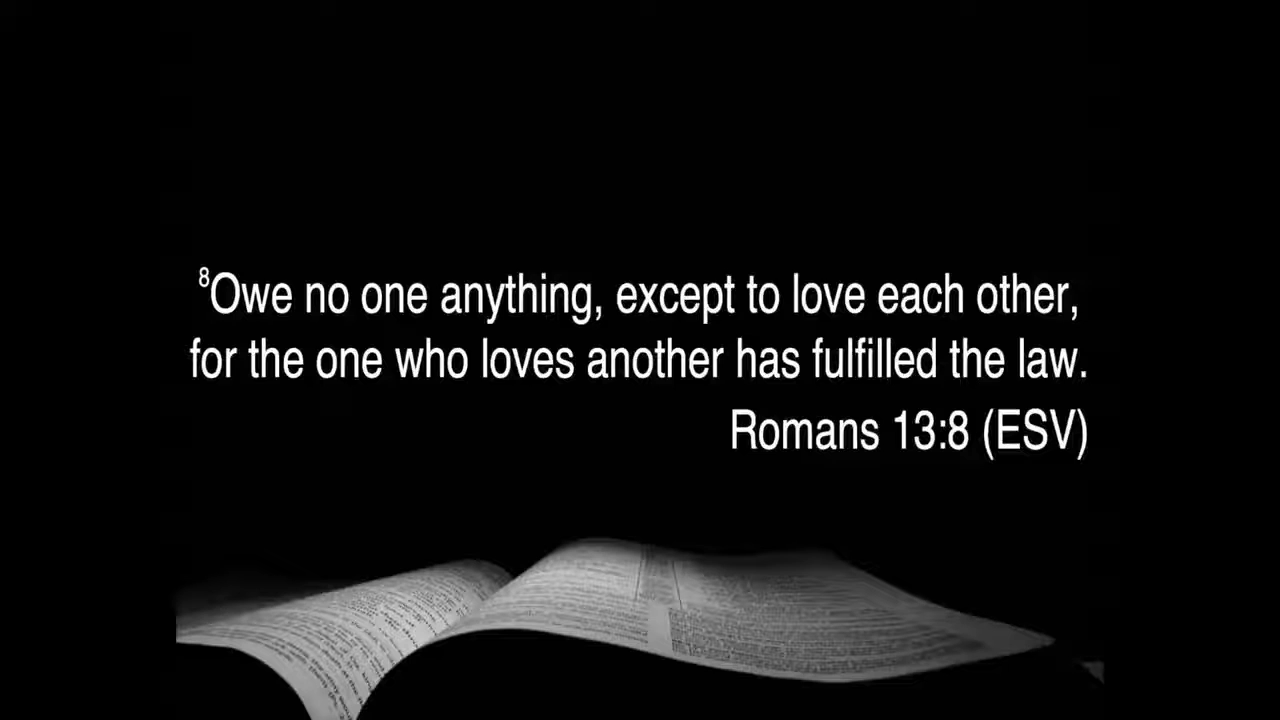 ⁸Owe no one anything, except to love each other,
for the one who loves another has fulfilled the law.
Romans 13:8 (ESV)